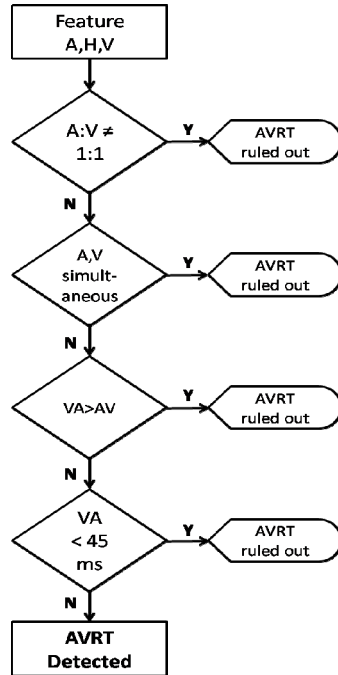 Feature
A,H,V
A:V ≠
1:1
Y
AVRT
ruled out
N
A,V
simult-
aneous
Y
AVRT
ruled out
N
VA>AV
Y
AVRT
ruled out
N
VA
< 45
ms
Y
AVRT
ruled out
N
AVRT
Detected